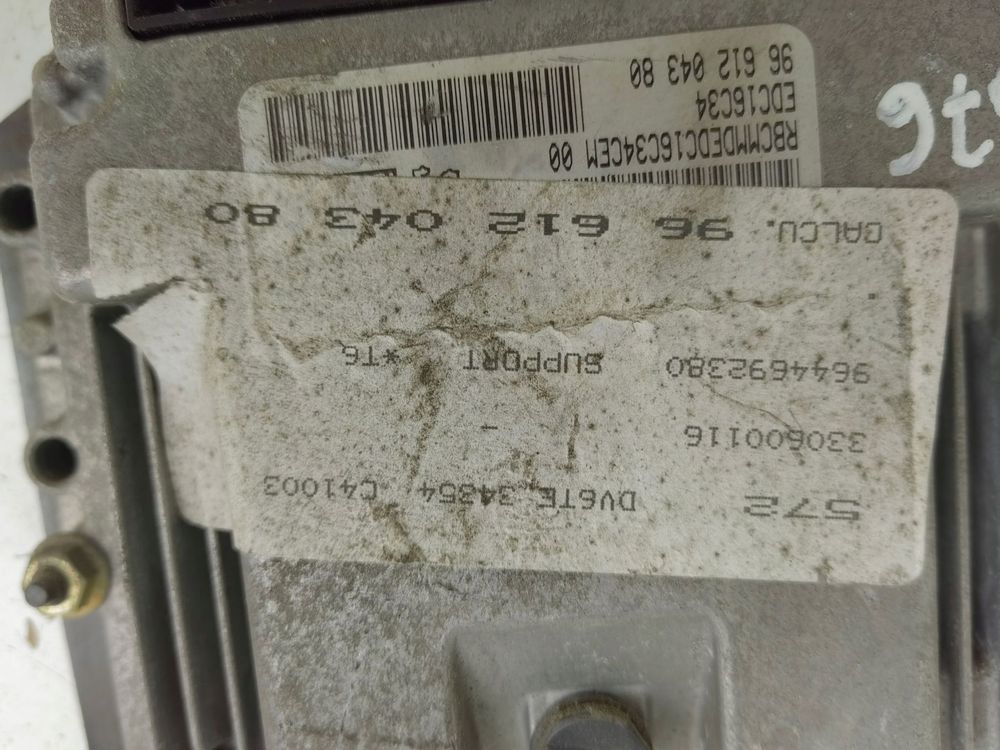 572 DV6TE 34354 C41003
330600116 -
9644692380 SUPPORT *T6
CALCU. 96 612 043 80
RBCMMDEDC16C34CEM 00
EDC16C34
96 612 043 80